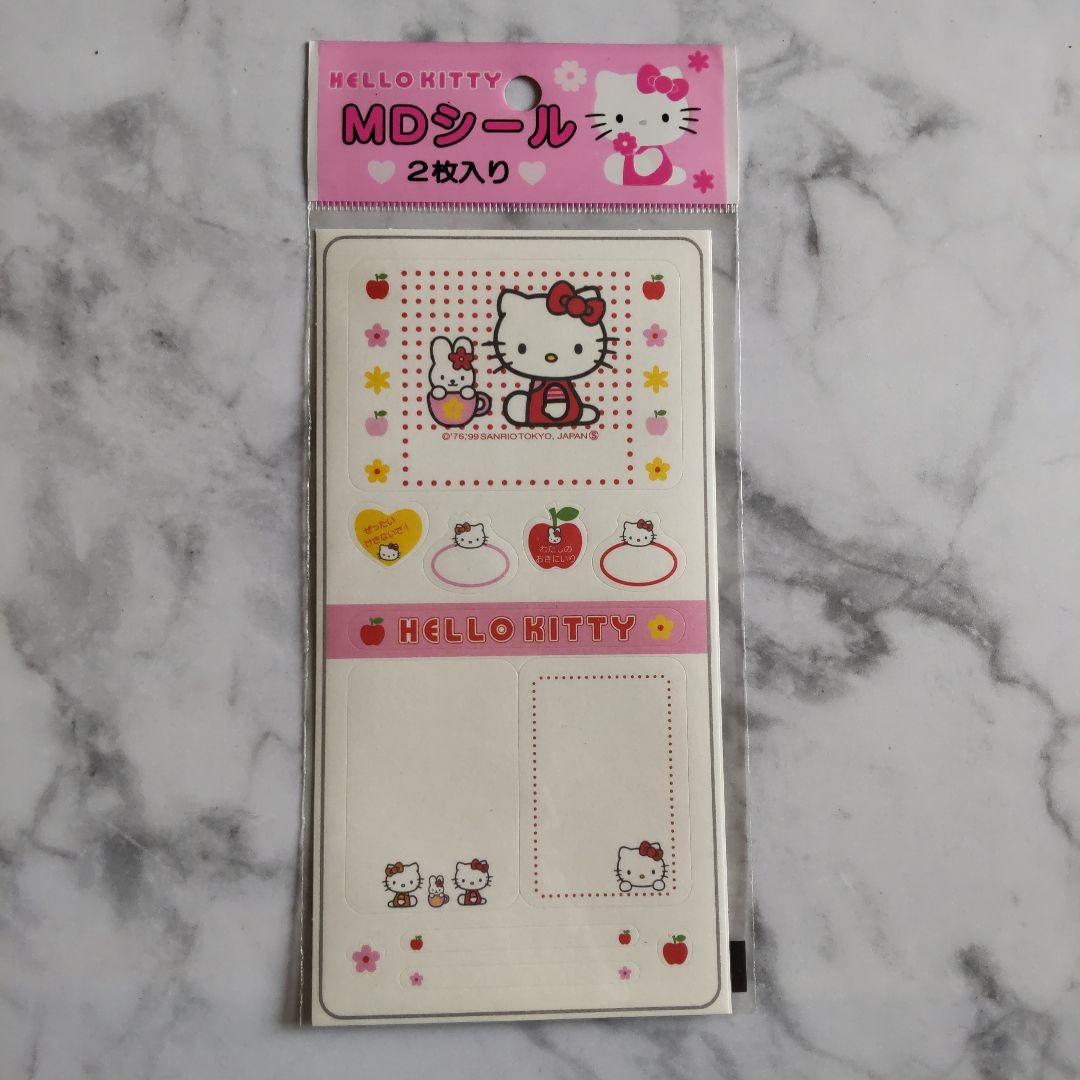 HELLO KITTY
MDシール
2枚入り
©'76,'99 SANRIO TOKYO, JAPAN Ⓢ
ぜったい
けさないで!
わたしの
おきにいり
HELLO KITTY